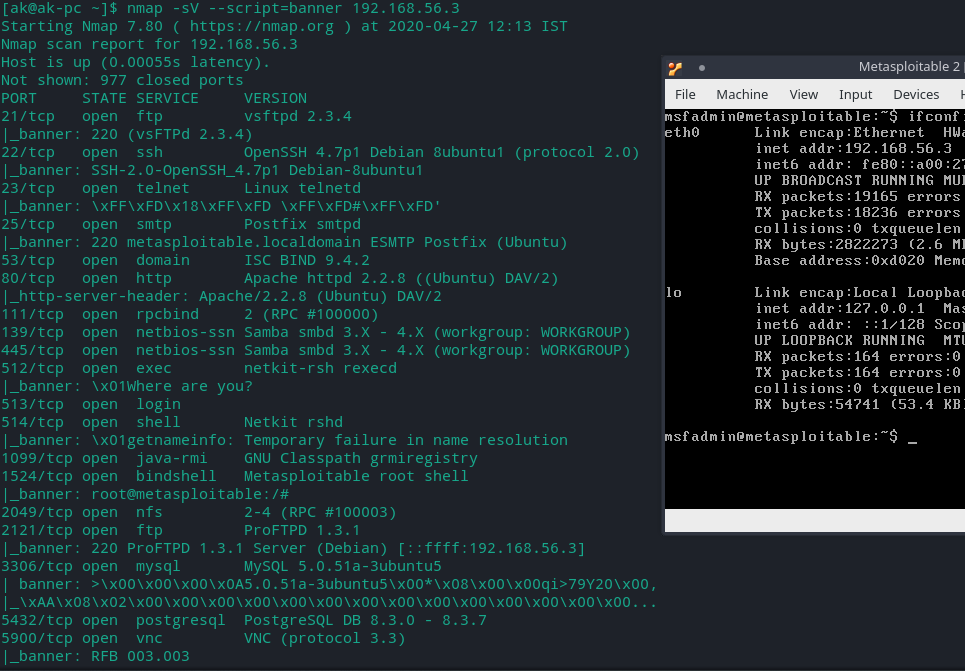 [ak@ak-pc ~]$ nmap -sV --script=banner 192.168.56.3
Starting Nmap 7.80 ( https://nmap.org ) at 2020-04-27 12:13 IST
Nmap scan report for 192.168.56.3
Host is up (0.00055s latency).
Not shown: 977 closed ports
PORT     STATE SERVICE     VERSION
21/tcp   open  ftp         vsftpd 2.3.4
|_banner: 220 (vsFTPd 2.3.4)
22/tcp   open  ssh         OpenSSH 4.7p1 Debian 8ubuntu1 (protocol 2.0)
|_banner: SSH-2.0-OpenSSH_4.7p1 Debian-8ubuntu1
23/tcp   open  telnet      Linux telnetd
|_banner: \xFF\xFD\x18\xFF\xFD \xFF\xFD#\xFF\xFD'
25/tcp   open  smtp        Postfix smtpd
|_banner: 220 metasploitable.localdomain ESMTP Postfix (Ubuntu)
53/tcp   open  domain      ISC BIND 9.4.2
80/tcp   open  http        Apache httpd 2.2.8 ((Ubuntu) DAV/2)
|_http-server-header: Apache/2.2.8 (Ubuntu) DAV/2
111/tcp  open  rpcbind     2 (RPC #100000)
139/tcp  open  netbios-ssn Samba smbd 3.X - 4.X (workgroup: WORKGROUP)
445/tcp  open  netbios-ssn Samba smbd 3.X - 4.X (workgroup: WORKGROUP)
512/tcp  open  exec        netkit-rsh rexecd
|_banner: \x01Where are you?
513/tcp  open  login
514/tcp  open  shell       Netkit rshd
|_banner: \x01getnameinfo: Temporary failure in name resolution
1099/tcp open  java-rmi    GNU Classpath grmiregistry
1524/tcp open  bindshell   Metasploitable root shell
|_banner: root@metasploitable:/#
2049/tcp open  nfs         2-4 (RPC #100003)
2121/tcp open  ftp         ProFTPD 1.3.1
|_banner: 220 ProFTPD 1.3.1 Server (Debian) [::ffff:192.168.56.3]
3306/tcp open  mysql       MySQL 5.0.51a-3ubuntu5
| banner: >\x00\x00\x00\x0A5.0.51a-3ubuntu5\x00*\x08\x00\x00qi>79Y20\x00,
|_\xAA\x08\x02\x00\x00\x00\x00\x00\x00\x00\x00\x00\x00\x00\x00\x00\x00...
5432/tcp open  postgresql  PostgreSQL DB 8.3.0 - 8.3.7
5900/tcp open  vnc         VNC (protocol 3.3)
|_banner: RFB 003.003
Metasploitable 2
File Machine View Input Devices
msfadmin@metasploitable:~$ ifconfi
eth0      Link encap:Ethernet  HWa
inet addr:192.168.56.3
inet6 addr: fe80::a00:27
UP BROADCAST RUNNING MUL
RX packets:19165 errors
TX packets:18236 errors
collisions:0 txqueuelen
RX bytes:2822273 (2.6 M
Base address:0xd020 Memo
lo        Link encap:Local Loopbac
inet addr:127.0.0.1  Mas
inet6 addr: ::1/128 Scop
UP LOOPBACK RUNNING  MTU
RX packets:164 errors:0
TX packets:164 errors:0
collisions:0 txqueuelen
RX bytes:54741 (53.4 KB)
msfadmin@metasploitable:~$ _